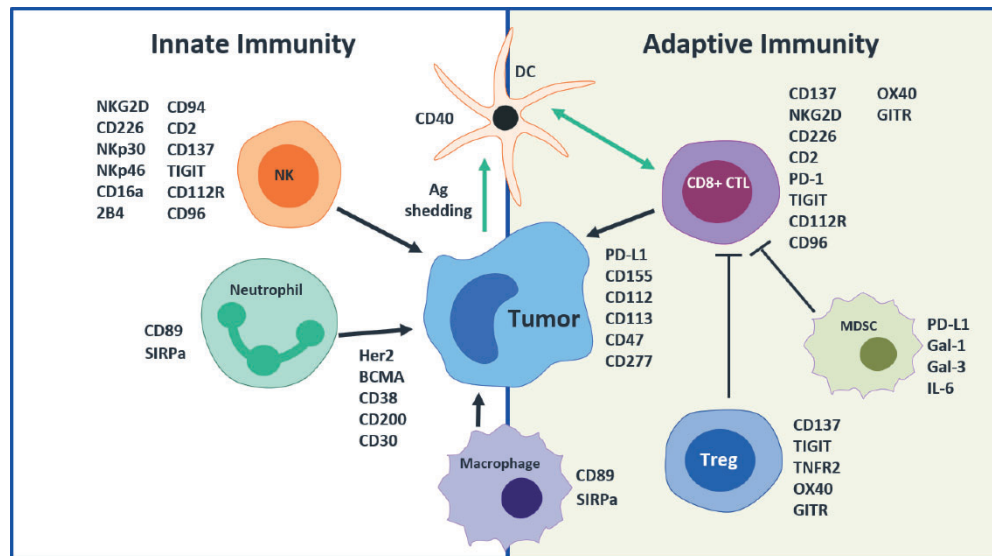 Innate Immunity
Adaptive Immunity
DC
CD40
NKG2D
CD226
NKp30
NKp46
CD16a
2B4
CD94
CD2
CD137
TIGIT
CD112R
CD96
NK
Ag
shedding
CD137
NKG2D
CD226
CD2
PD-1
TIGIT
CD112R
CD96
OX40
GITR
CD8+ CTL
Neutrophil
CD89
SIRPa
Tumor
Her2
BCMA
CD38
CD200
CD30
PD-L1
CD155
CD112
CD113
CD47
CD277
MDSC
PD-L1
Gal-1
Gal-3
IL-6
Macrophage
CD89
SIRPa
Treg
CD137
TIGIT
TNFR2
OX40
GITR